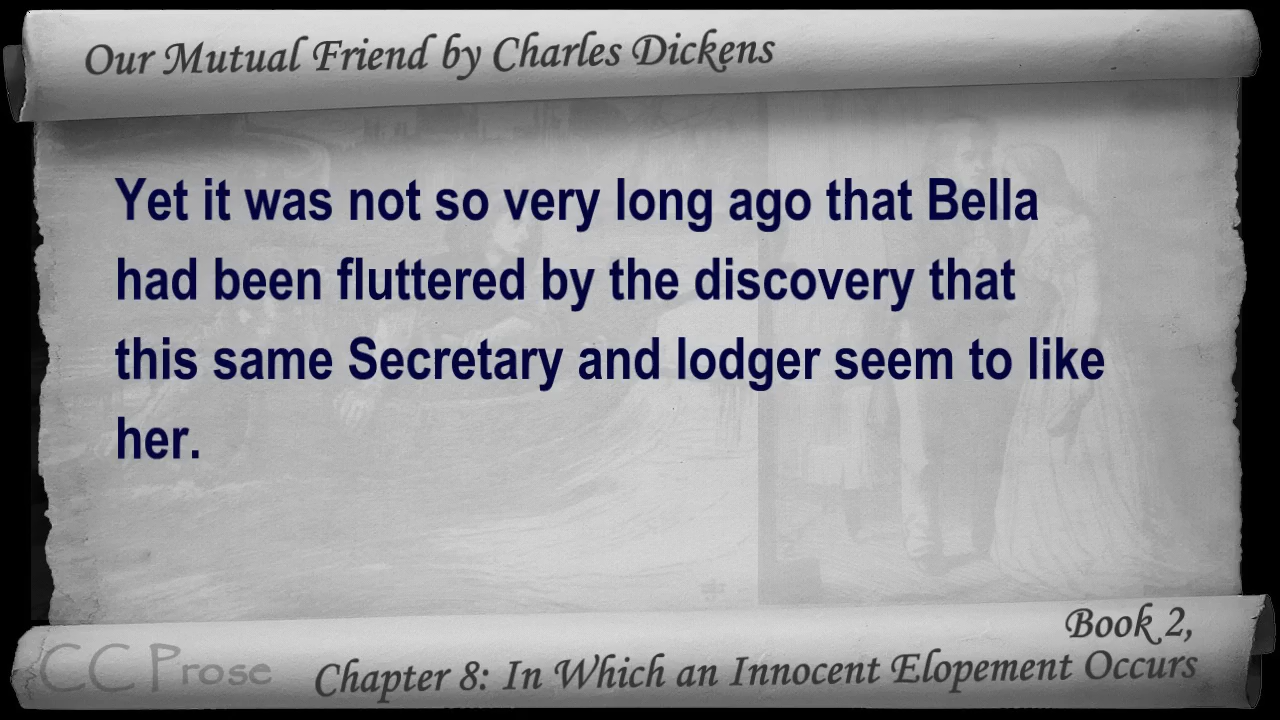 Our Mutual Friend by Charles Dickens
Yet it was not so very long ago that Bella
had been fluttered by the discovery that
this same Secretary and lodger seem to like
her.
Book 2,
Chapter 8: In Which an Innocent Elopement Occurs
CC Prose